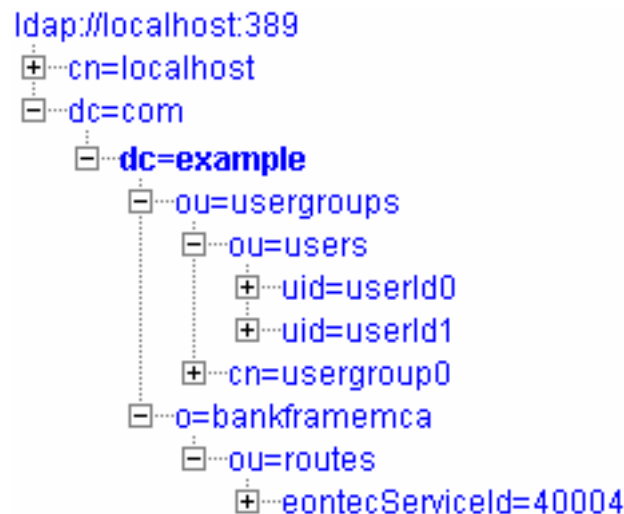 ldap://localhost:389
cn=localhost
dc=com
dc=example
ou=usergroups
ou=users
uid=userId0
uid=userId1
cn=usergroup0
o=bankframemca
ou=routes
eontecServiceId=40004